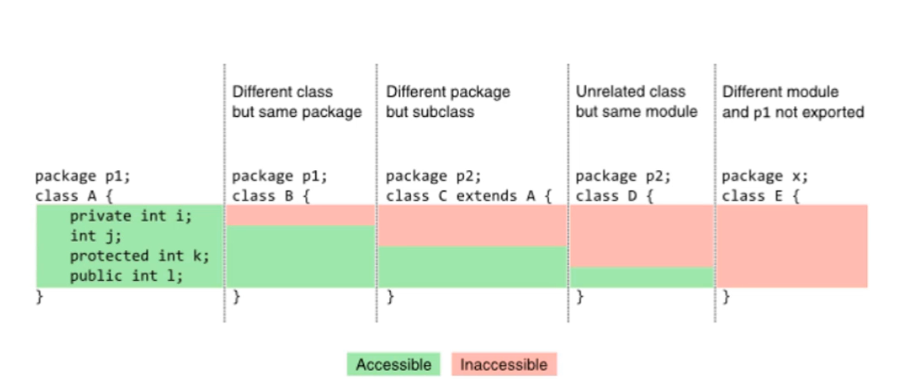 Different class
but same package
Different package
but subclass
Unrelated class
but same module
Different module
and p1 not exported
package p1;
class A {
private int i;
int j;
protected int k;
public int l;
}
package p1;
class B {
}
package p2;
class C extends A {
}
package p2;
class D {
}
package x;
class E {
}
Accessible
Inaccessible